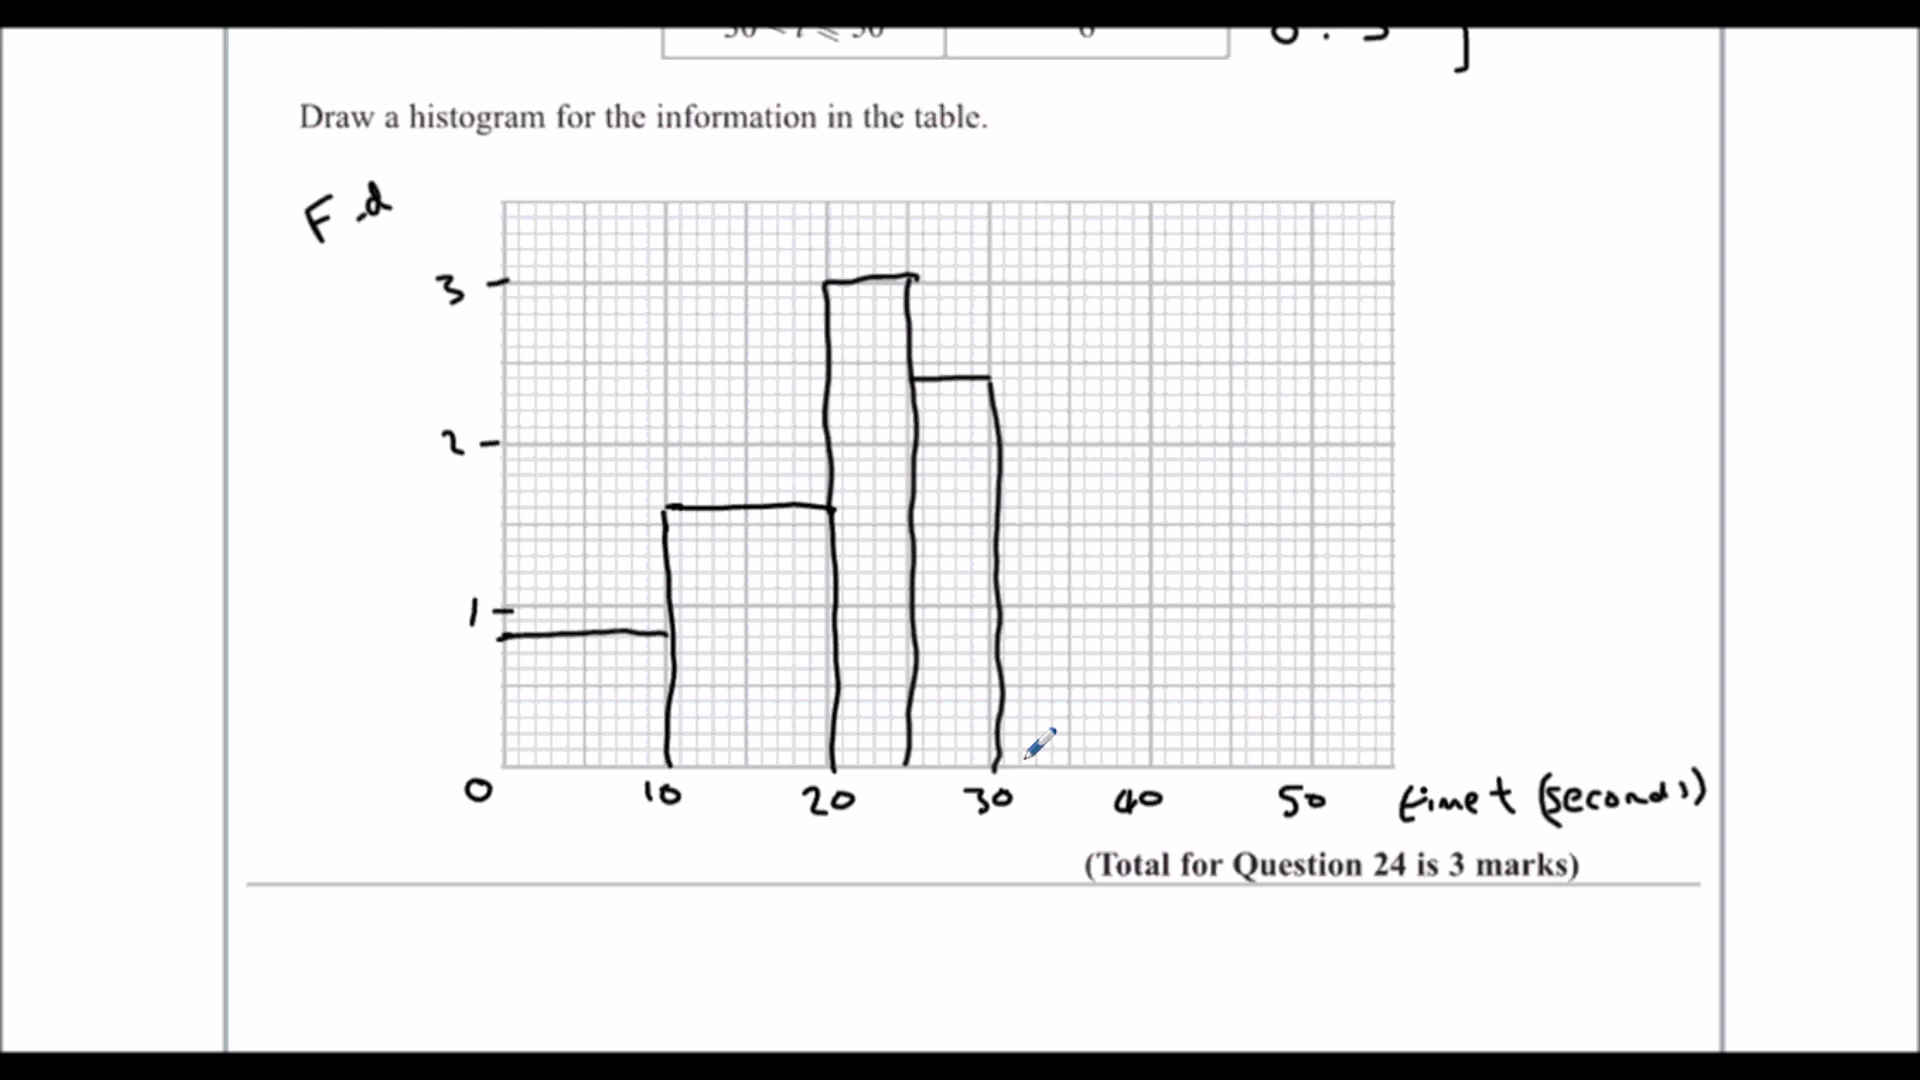 Draw a histogram for the information in the table.
F.d
3
2
1
0 10 20 30 40 50 time t (seconds)
(Total for Question 24 is 3 marks)